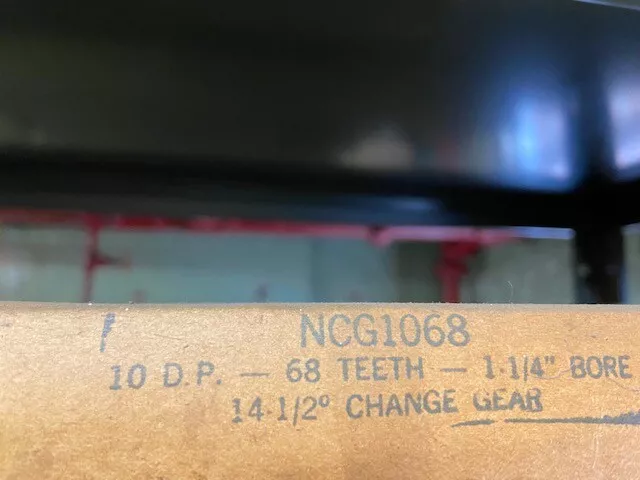 NCG1068
10 D.P. — 68 TEETH — 1-1/4" BORE
14-1/2° CHANGE GEAR